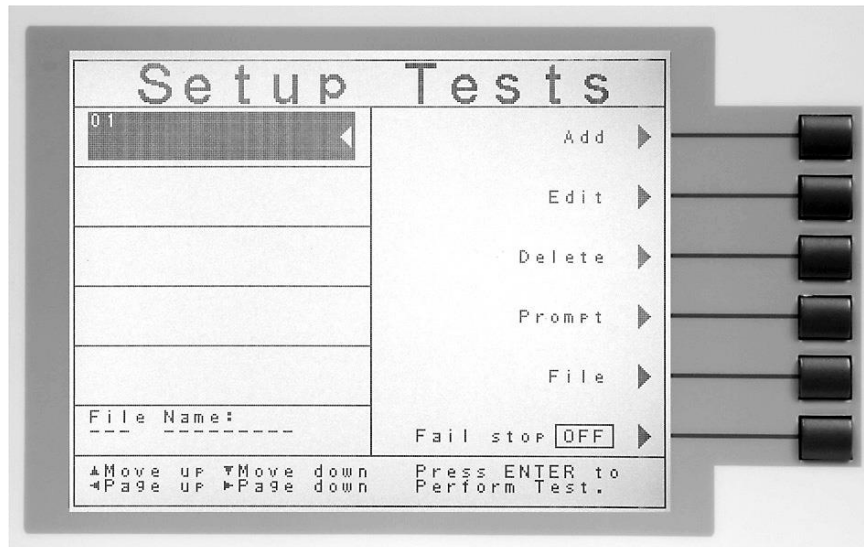 Setup Tests
01
Add
Edit
Delete
Prompt
File
File Name:
Fail stop OFF
▲Move up ▼Move down
◄Page up ►Page down
Press ENTER to
Perform Test.